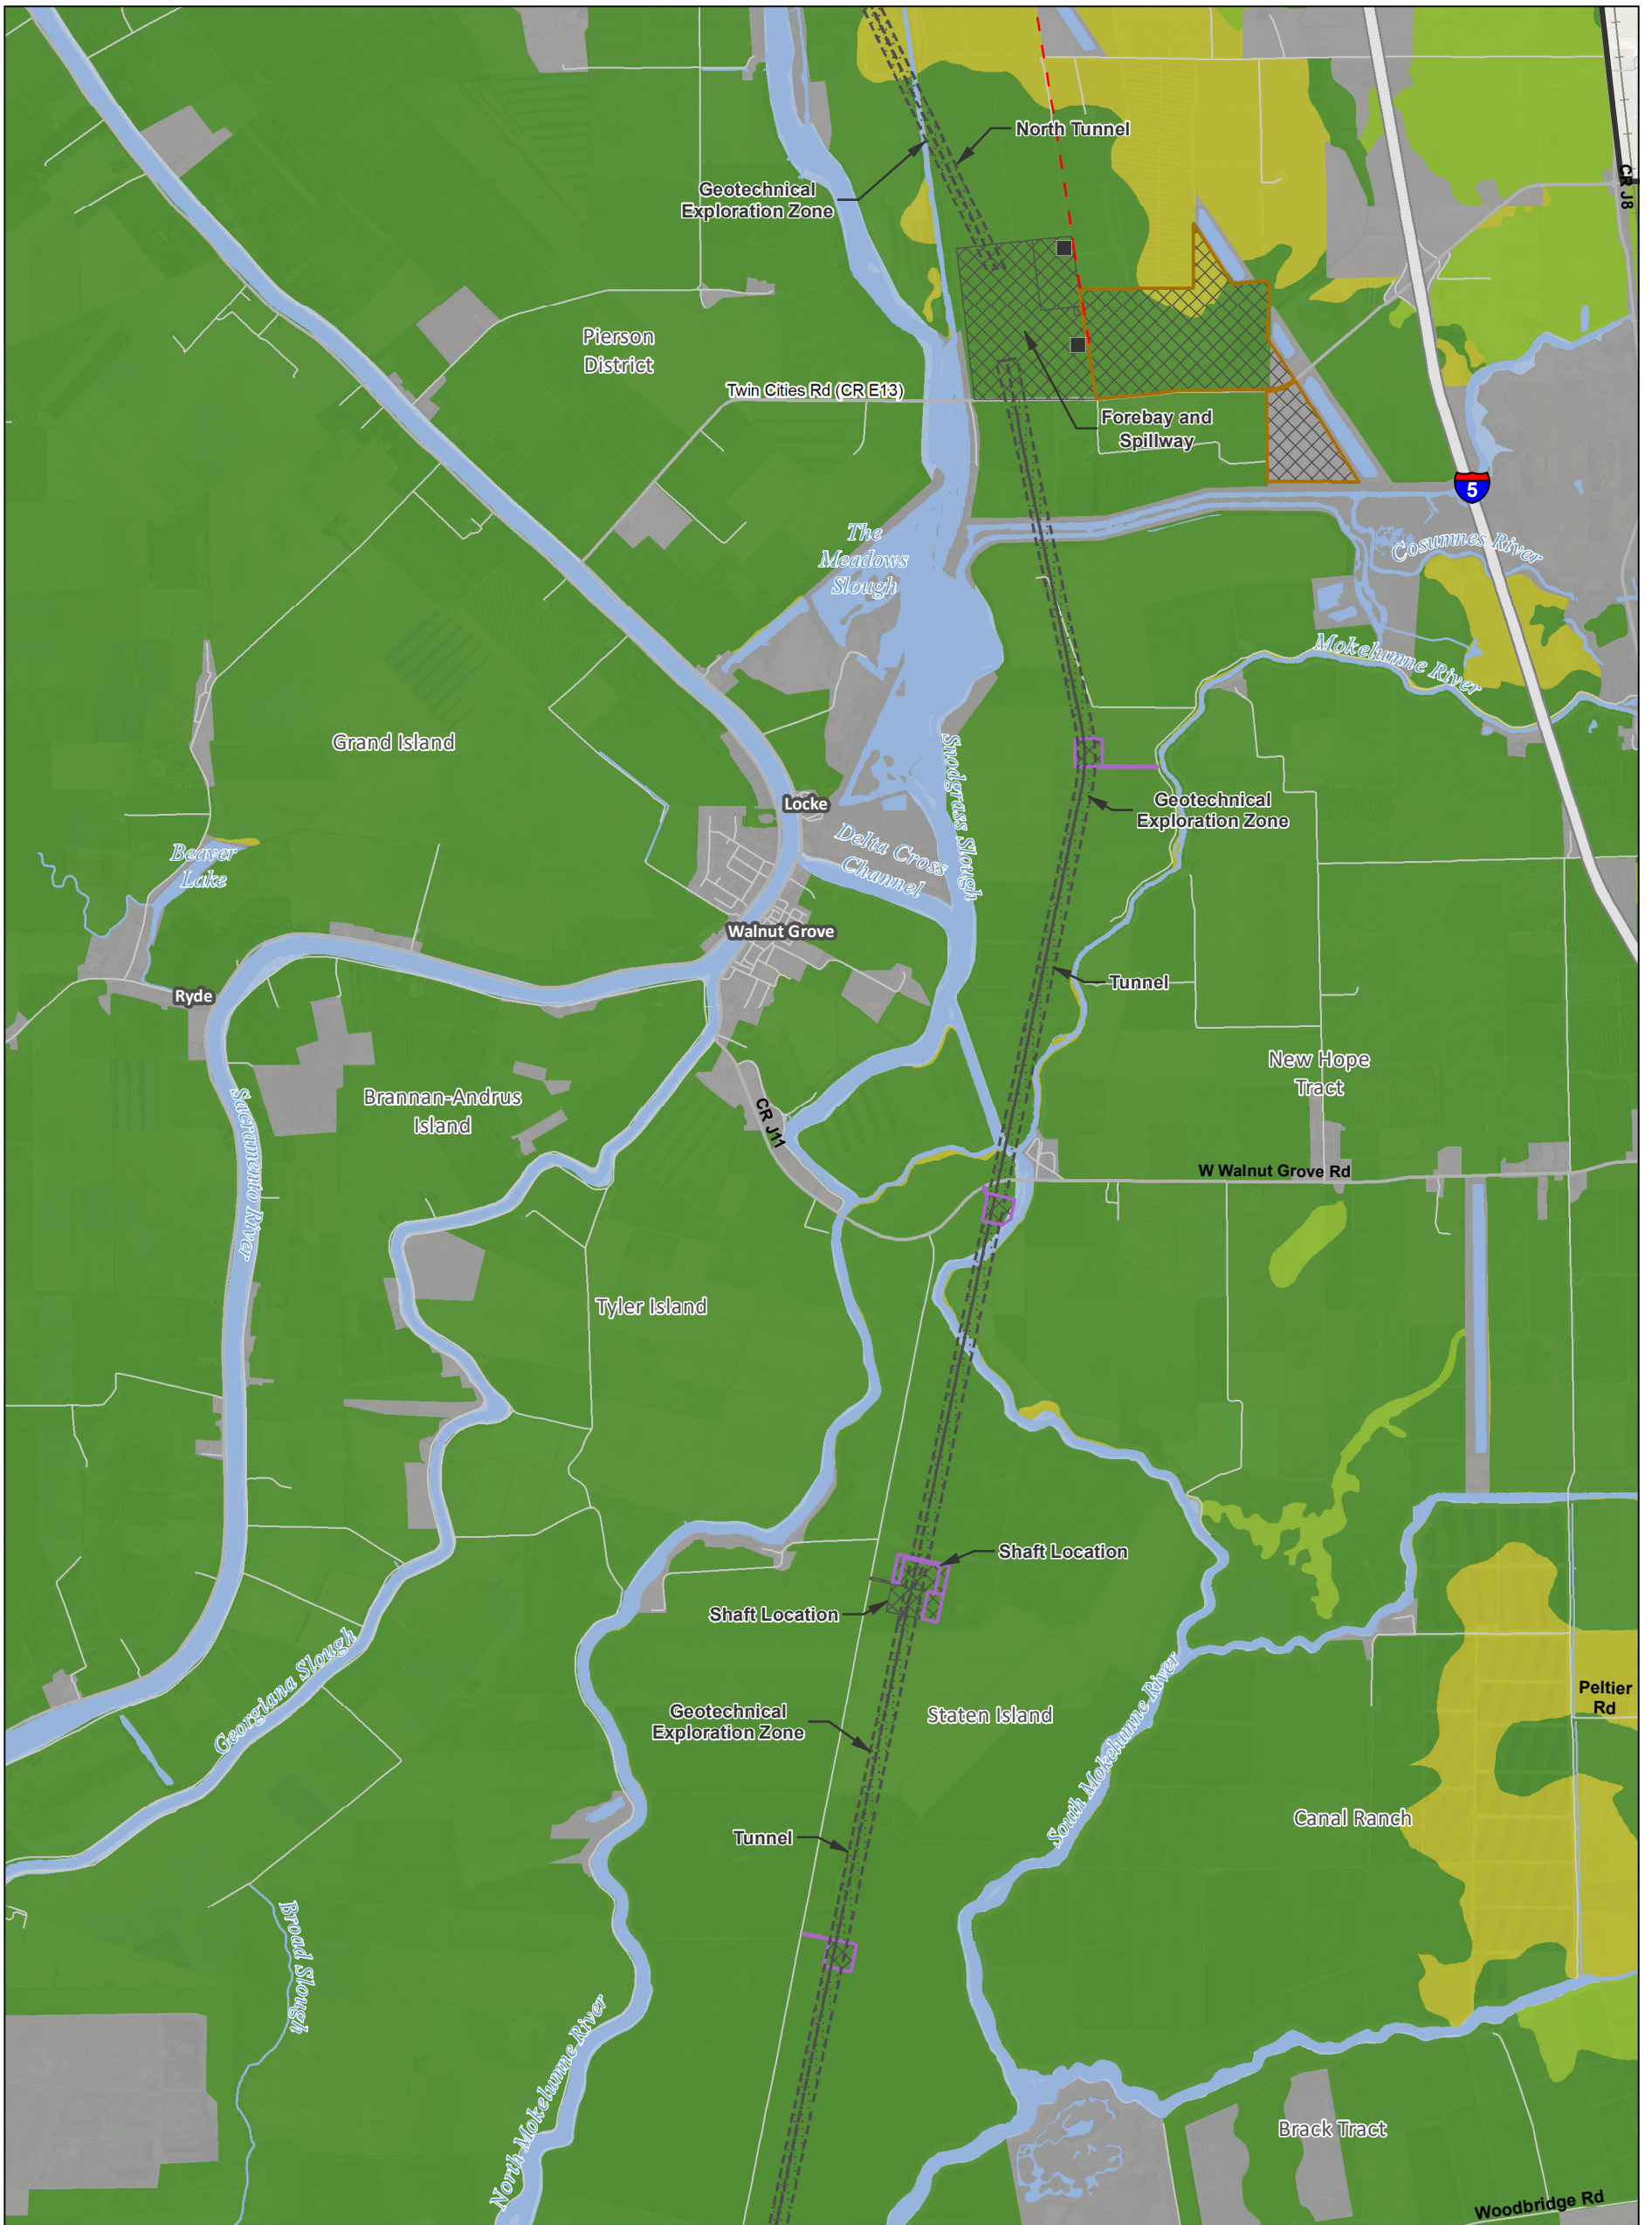 North Tunnel
CR J8
Geotechnical
Exploration Zone
Pierson
District
Twin Cities Rd (CR E13)
Forebay and
Spillway
5
The
Meadows
Slough
Cosumnes River
Mokelumne River
Grand Island
Snodgrass Slough
Locke
Geotechnical
Exploration Zone
Delta Cross
Channel
Beaver
Lake
Walnut Grove
Tunnel
Ryde
New Hope
Tract
Brannan-Andrus
Island
CR J11
Sacramento River
W Walnut Grove Rd
Tyler Island
Shaft Location
Shaft Location
Georgiana Slough
Peltier
Rd
Geotechnical
Exploration Zone
Staten Island
South Mokelumne River
Canal Ranch
Tunnel
Broad Slough
North Mokelumne River
Brack Tract
Woodbridge Rd